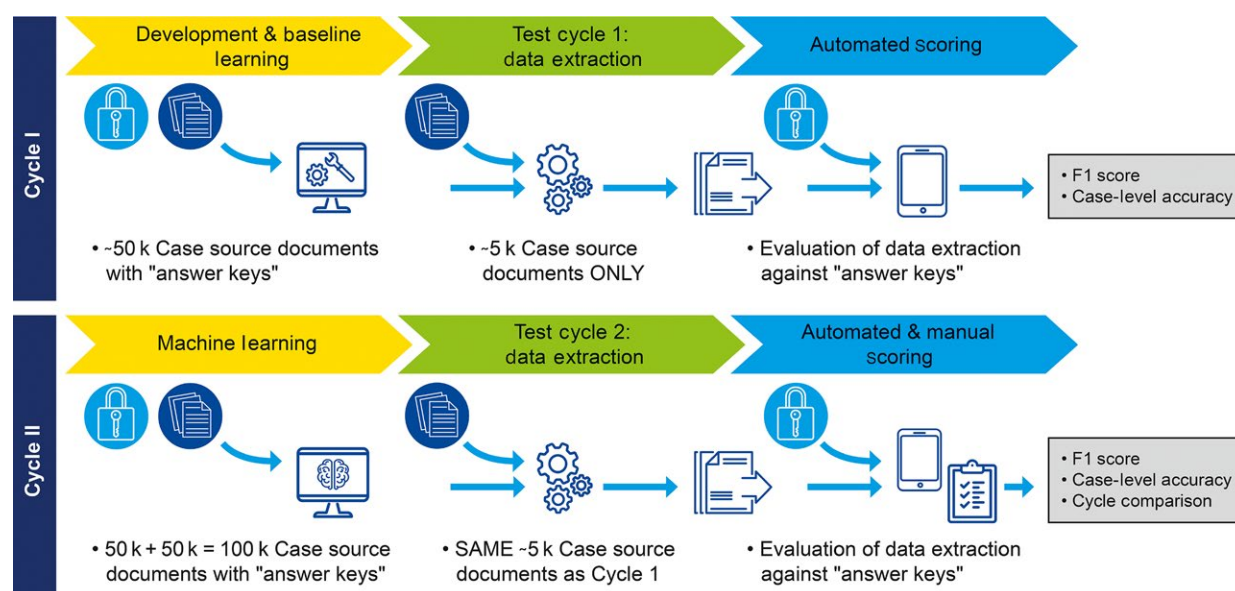 Cycle I
Development & baseline
learning
Test cycle 1:
data extraction
Automated scoring
• ~50 k Case source documents
with "answer keys"
• ~5 k Case source
documents ONLY
• Evaluation of data extraction
against "answer keys"
• F1 score
• Case-level accuracy
Cycle II
Machine learning
Test cycle 2:
data extraction
Automated & manual
scoring
• 50 k + 50 k = 100 k Case source
documents with "answer keys"
• SAME ~5 k Case source
documents as Cycle 1
• Evaluation of data extraction
against "answer keys"
• F1 score
• Case-level accuracy
• Cycle comparison